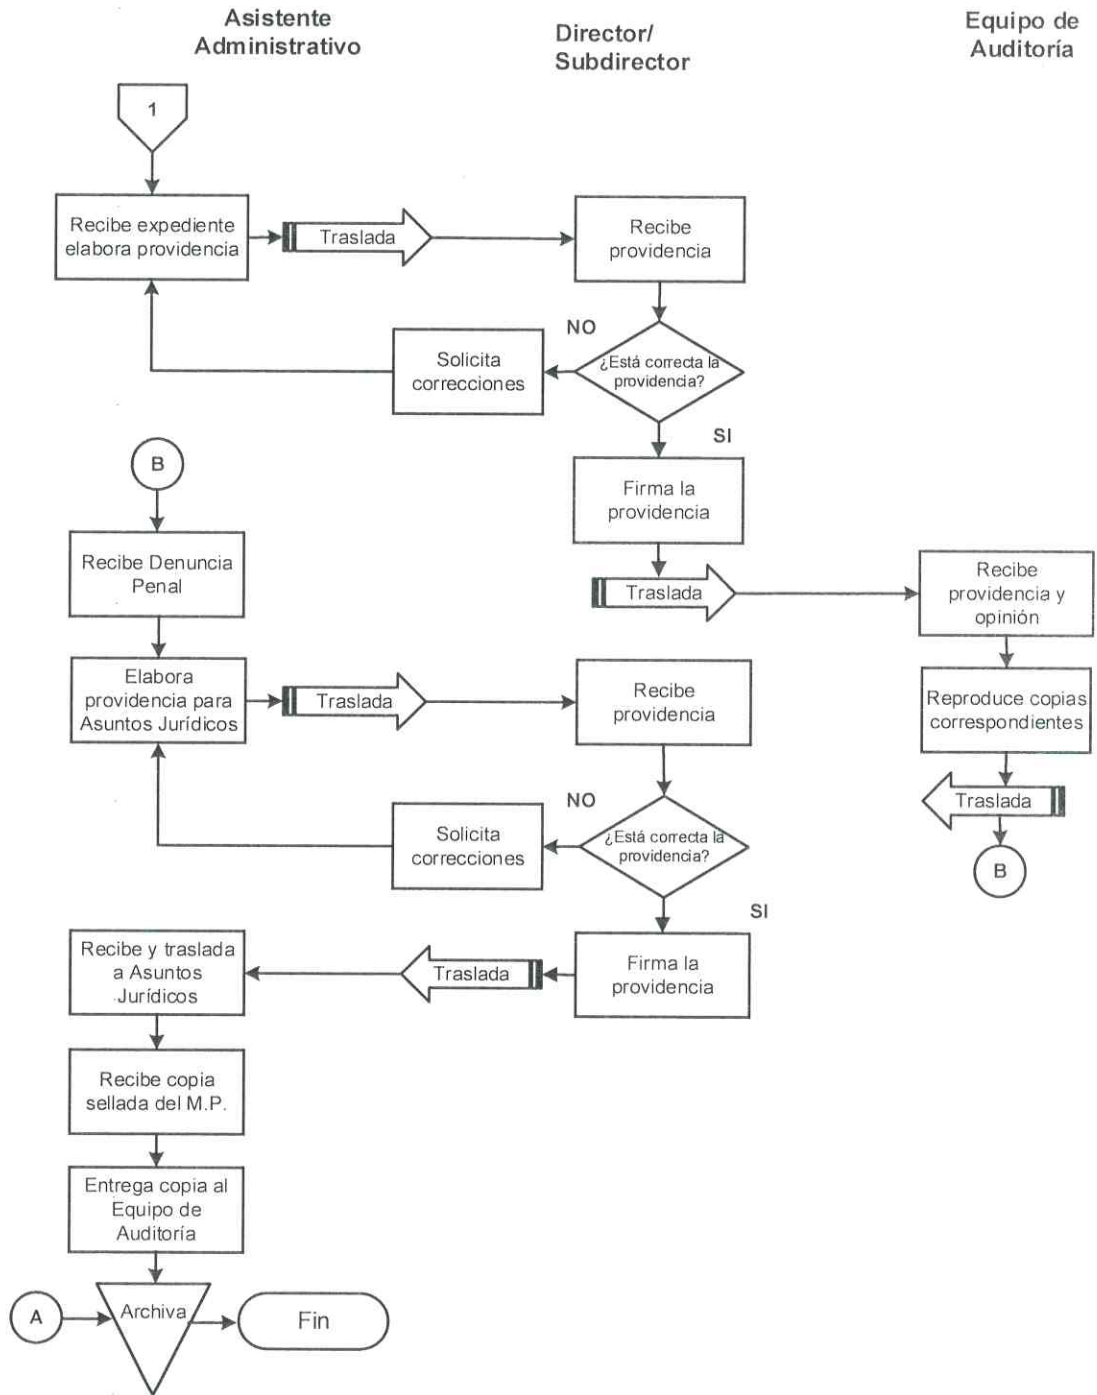 Asistente
Administrativo
Director/
Subdirector
Equipo de
Auditoría
1
Recibe expediente
elabora providencia
Traslada
Recibe
providencia
NO
¿Está correcta la
providencia?
Solicita
correcciones
SI
Firma la
providencia
Traslada
Recibe
providencia y
opinión
Reproduce copias
correspondientes
Traslada
B
B
Recibe Denuncia
Penal
Elabora
providencia para
Asuntos Jurídicos
Traslada
Recibe
providencia
NO
¿Está correcta la
providencia?
Solicita
correcciones
SI
Firma la
providencia
Traslada
Recibe y traslada
a Asuntos
Jurídicos
Recibe copia
sellada del M.P.
Entrega copia al
Equipo de
Auditoría
A
Archiva
Fin